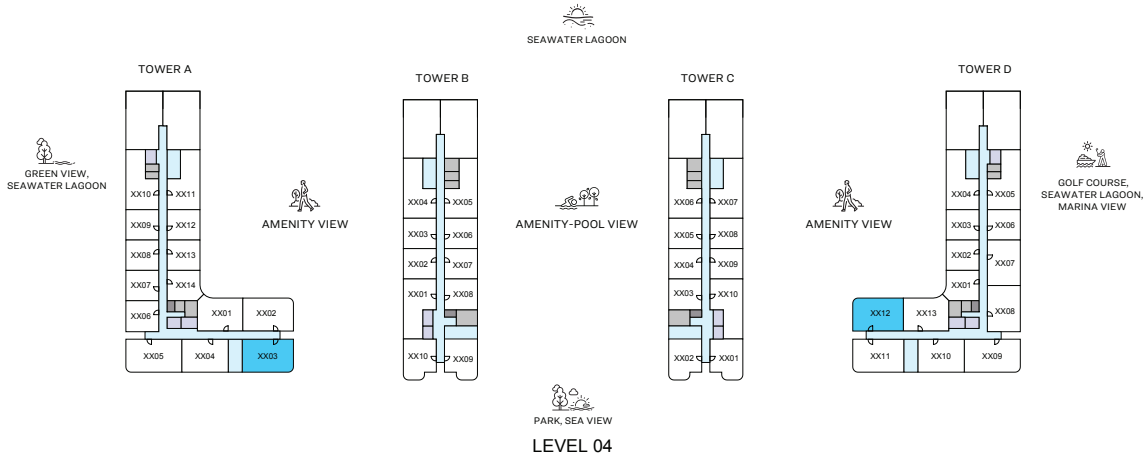 SEAWATER LAGOON
TOWER A
TOWER B
TOWER C
TOWER D
GREEN VIEW,
SEAWATER LAGOON
AMENITY VIEW
AMENITY-POOL VIEW
AMENITY VIEW
GOLF COURSE,
SEAWATER LAGOON,
MARINA VIEW
XX10 XX11
XX09 XX12
XX08 XX13
XX07 XX14
XX06 XX01 XX02
XX05 XX04 XX03
XX04 XX05
XX03 XX06
XX02 XX07
XX01 XX08
XX10 XX09
XX06 XX07
XX05 XX08
XX04 XX09
XX03 XX10
XX02 XX01
XX04 XX05
XX03 XX06
XX02 XX07
XX01
XX12 XX13 XX08
XX11 XX10 XX09
PARK, SEA VIEW
LEVEL 04